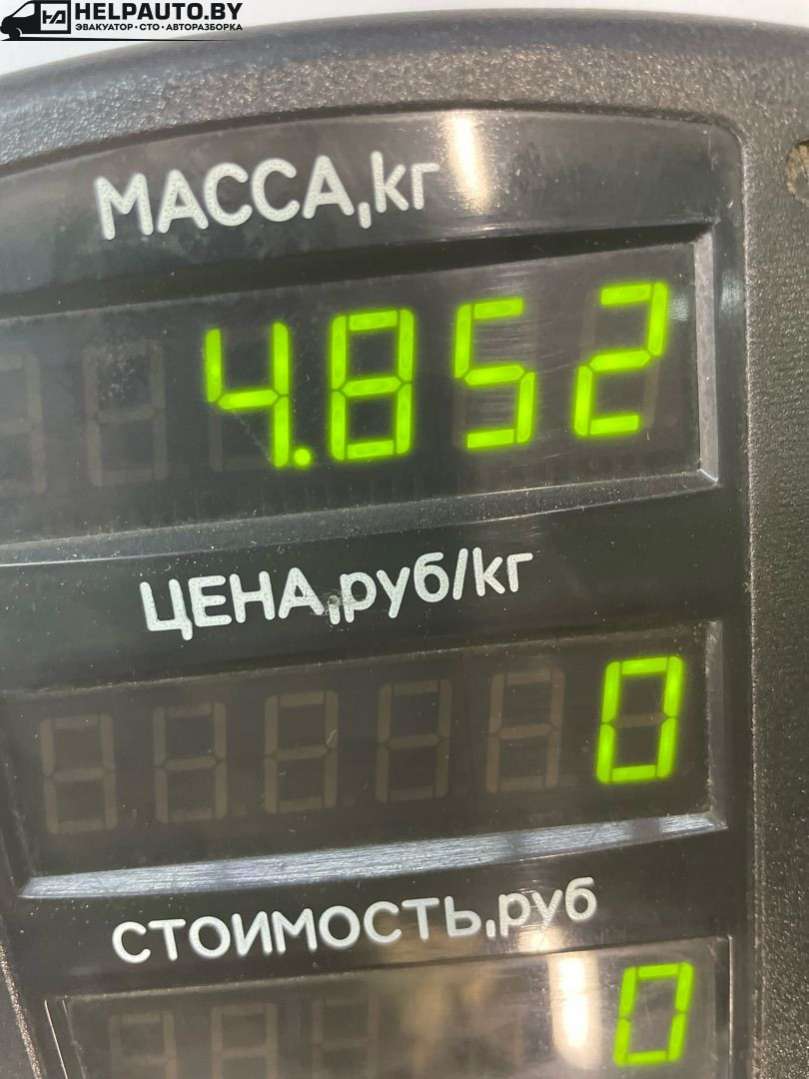 HELPAUTO.BY
ЭВАКУАТОР • СТО • АВТОРАЗБОРКА
МАССА,кг
4.852
ЦЕНА,руб/кг
0
СТОИМОСТЬ,руб
0